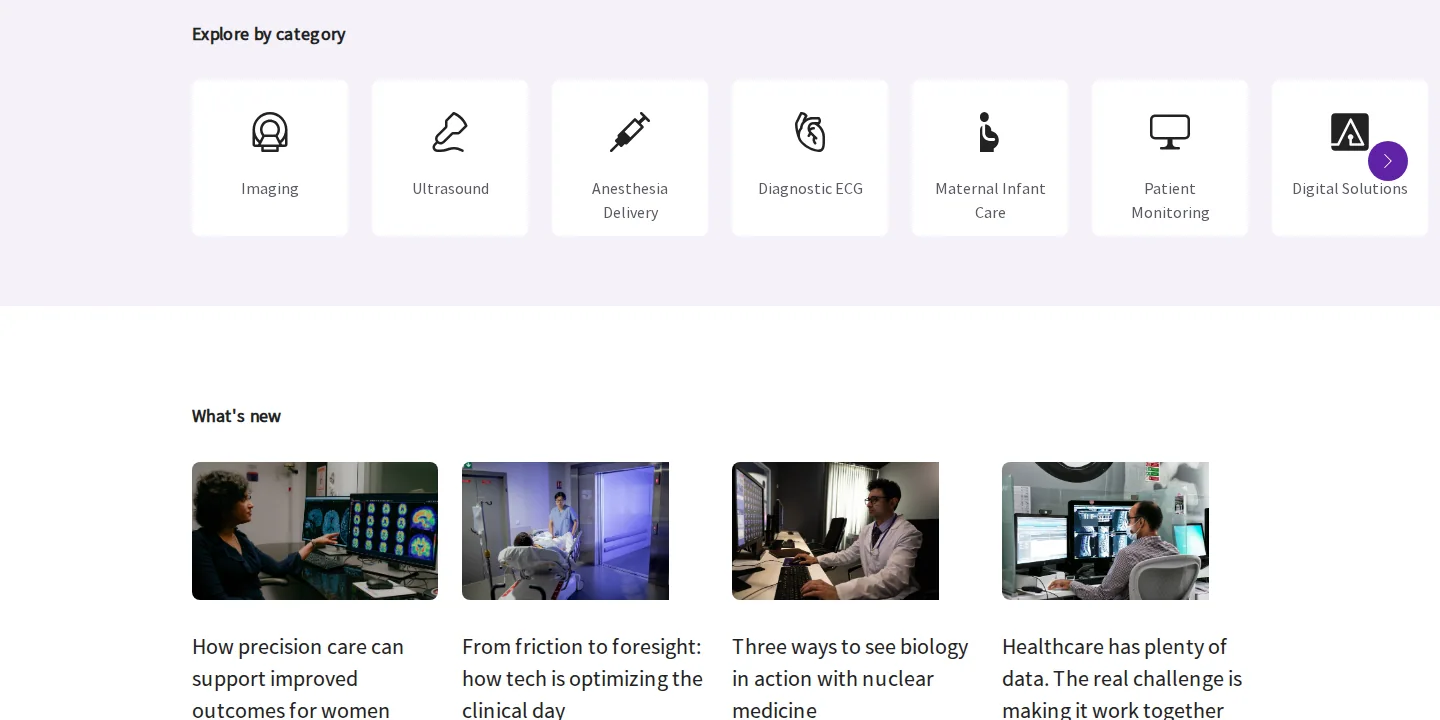 Explore by category
Imaging
Ultrasound
Anesthesia
Delivery
Diagnostic ECG
Maternal Infant
Care
Patient
Monitoring
Digital Solutions
What's new
How precision care can
support improved
outcomes for women
From friction to foresight:
how tech is optimizing the
clinical day
Three ways to see biology
in action with nuclear
medicine
Healthcare has plenty of
data. The real challenge is
making it work together